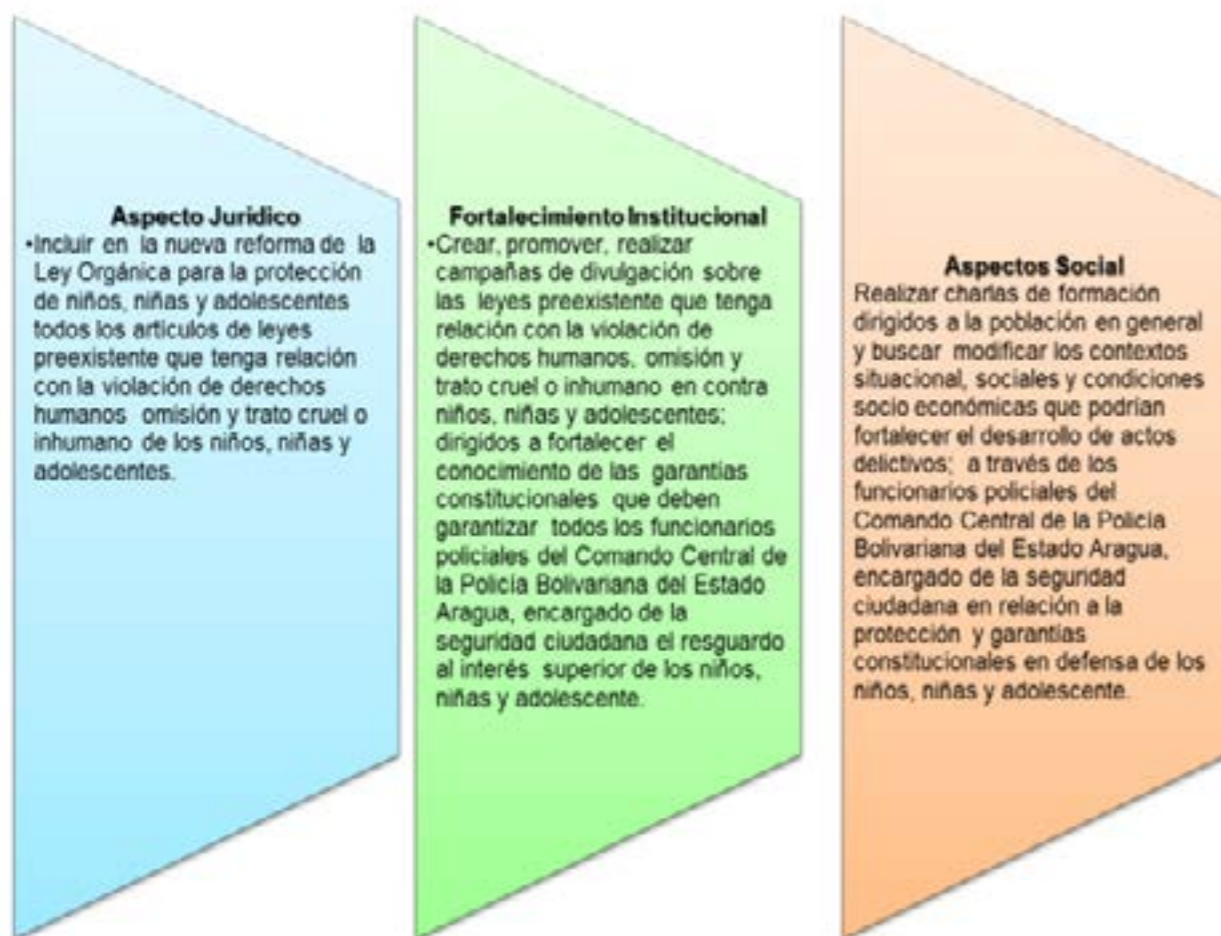 Aspecto Juridico
•Incluir en la nueva reforma de la
Ley Orgánica para la protección
de niños, niñas y adolescentes
todos los artículos de leyes
preexistente que tenga relación
con la violación de derechos
humanos omisión y trato cruel o
inhumano de los niños, niñas y
adolescentes.
Fortalecimiento Institucional
•Crear, promover, realizar
campañas de divulgación sobre
las leyes preexistente que tenga
relación con la violación de
derechos humanos, omisión y
trato cruel o inhumano en contra
niños, niñas y adolescentes;
dirigidos a fortalecer el
conocimiento de las garantías
constitucionales que deben
garantizar todos los funcionarios
policiales del Comando Central de
la Policía Bolivariana del Estado
Aragua, encargado de la
seguridad ciudadana el resguardo
al interés superior de los niños,
niñas y adolescente.
Aspectos Social
Realizar charlas de formación
dirigidos a la población en general
y buscar modificar los contextos
situacional, sociales y condiciones
socio económicas que podrían
fortalecer el desarrollo de actos
delictivos; a través de los
funcionarios policiales del
Comando Central de la Policía
Bolivariana del Estado Aragua,
encargado de la seguridad
ciudadana en relación a la
protección y garantías
constitucionales en defensa de los
niños, niñas y adolescente.